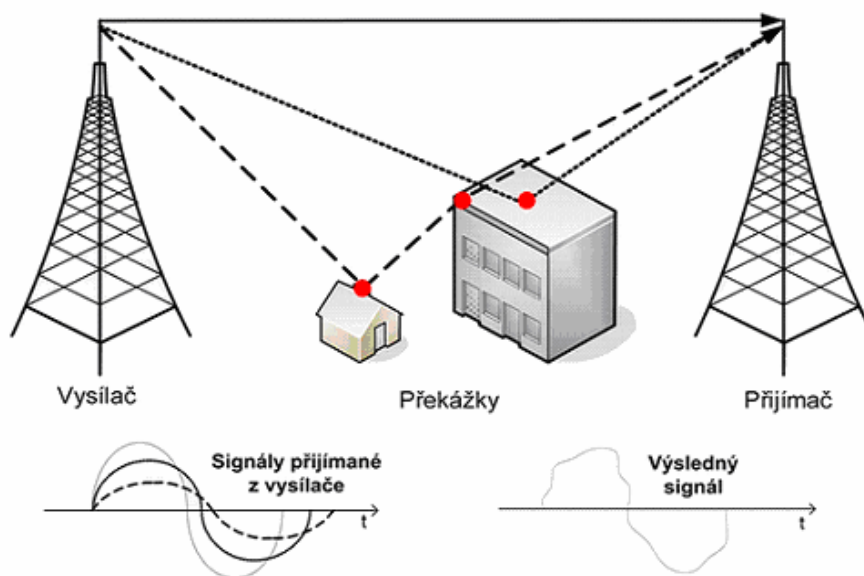 Vysílač
Překážky
Přijímač
Signály přijímané
z vysílače
t
Výsledný
signál
t